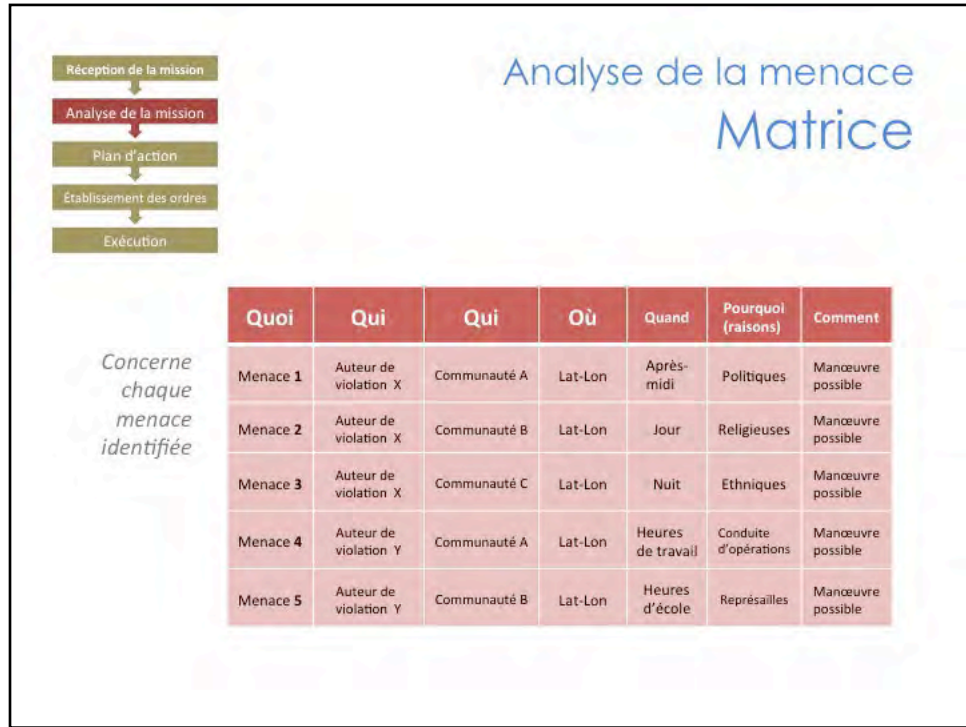 Réception de la mission
Analyse de la mission
Plan d'action
Établissement des ordres
Exécution
Analyse de la menace
Matrice
Concerne
chaque
menace
identifiée
Quoi Qui Qui Où Quand Pourquoi (raisons) Comment
Menace 1 Auteur de violation X Communauté A Lat-Lon Après-midi Politiques Manœuvre possible
Menace 2 Auteur de violation X Communauté B Lat-Lon Jour Religieuses Manœuvre possible
Menace 3 Auteur de violation X Communauté C Lat-Lon Nuit Ethniques Manœuvre possible
Menace 4 Auteur de violation Y Communauté A Lat-Lon Heures de travail Conduite d'opérations Manœuvre possible
Menace 5 Auteur de violation Y Communauté B Lat-Lon Heures d'école Représailles Manœuvre possible